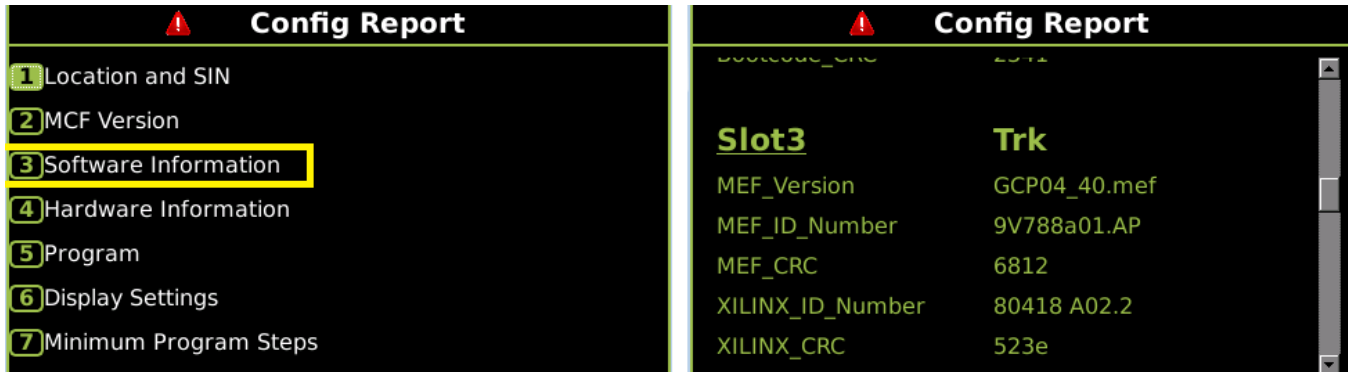 Config Report
1 Location and SIN
2 MCF Version
3 Software Information
4 Hardware Information
5 Program
6 Display Settings
7 Minimum Program Steps
Config Report
Bootcode_CRC 2541
Slot3 Trk
MEF_Version GCP04_40.mef
MEF_ID_Number 9V788a01.AP
MEF_CRC 6812
XILINX_ID_Number 80418 A02.2
XILINX_CRC 523e